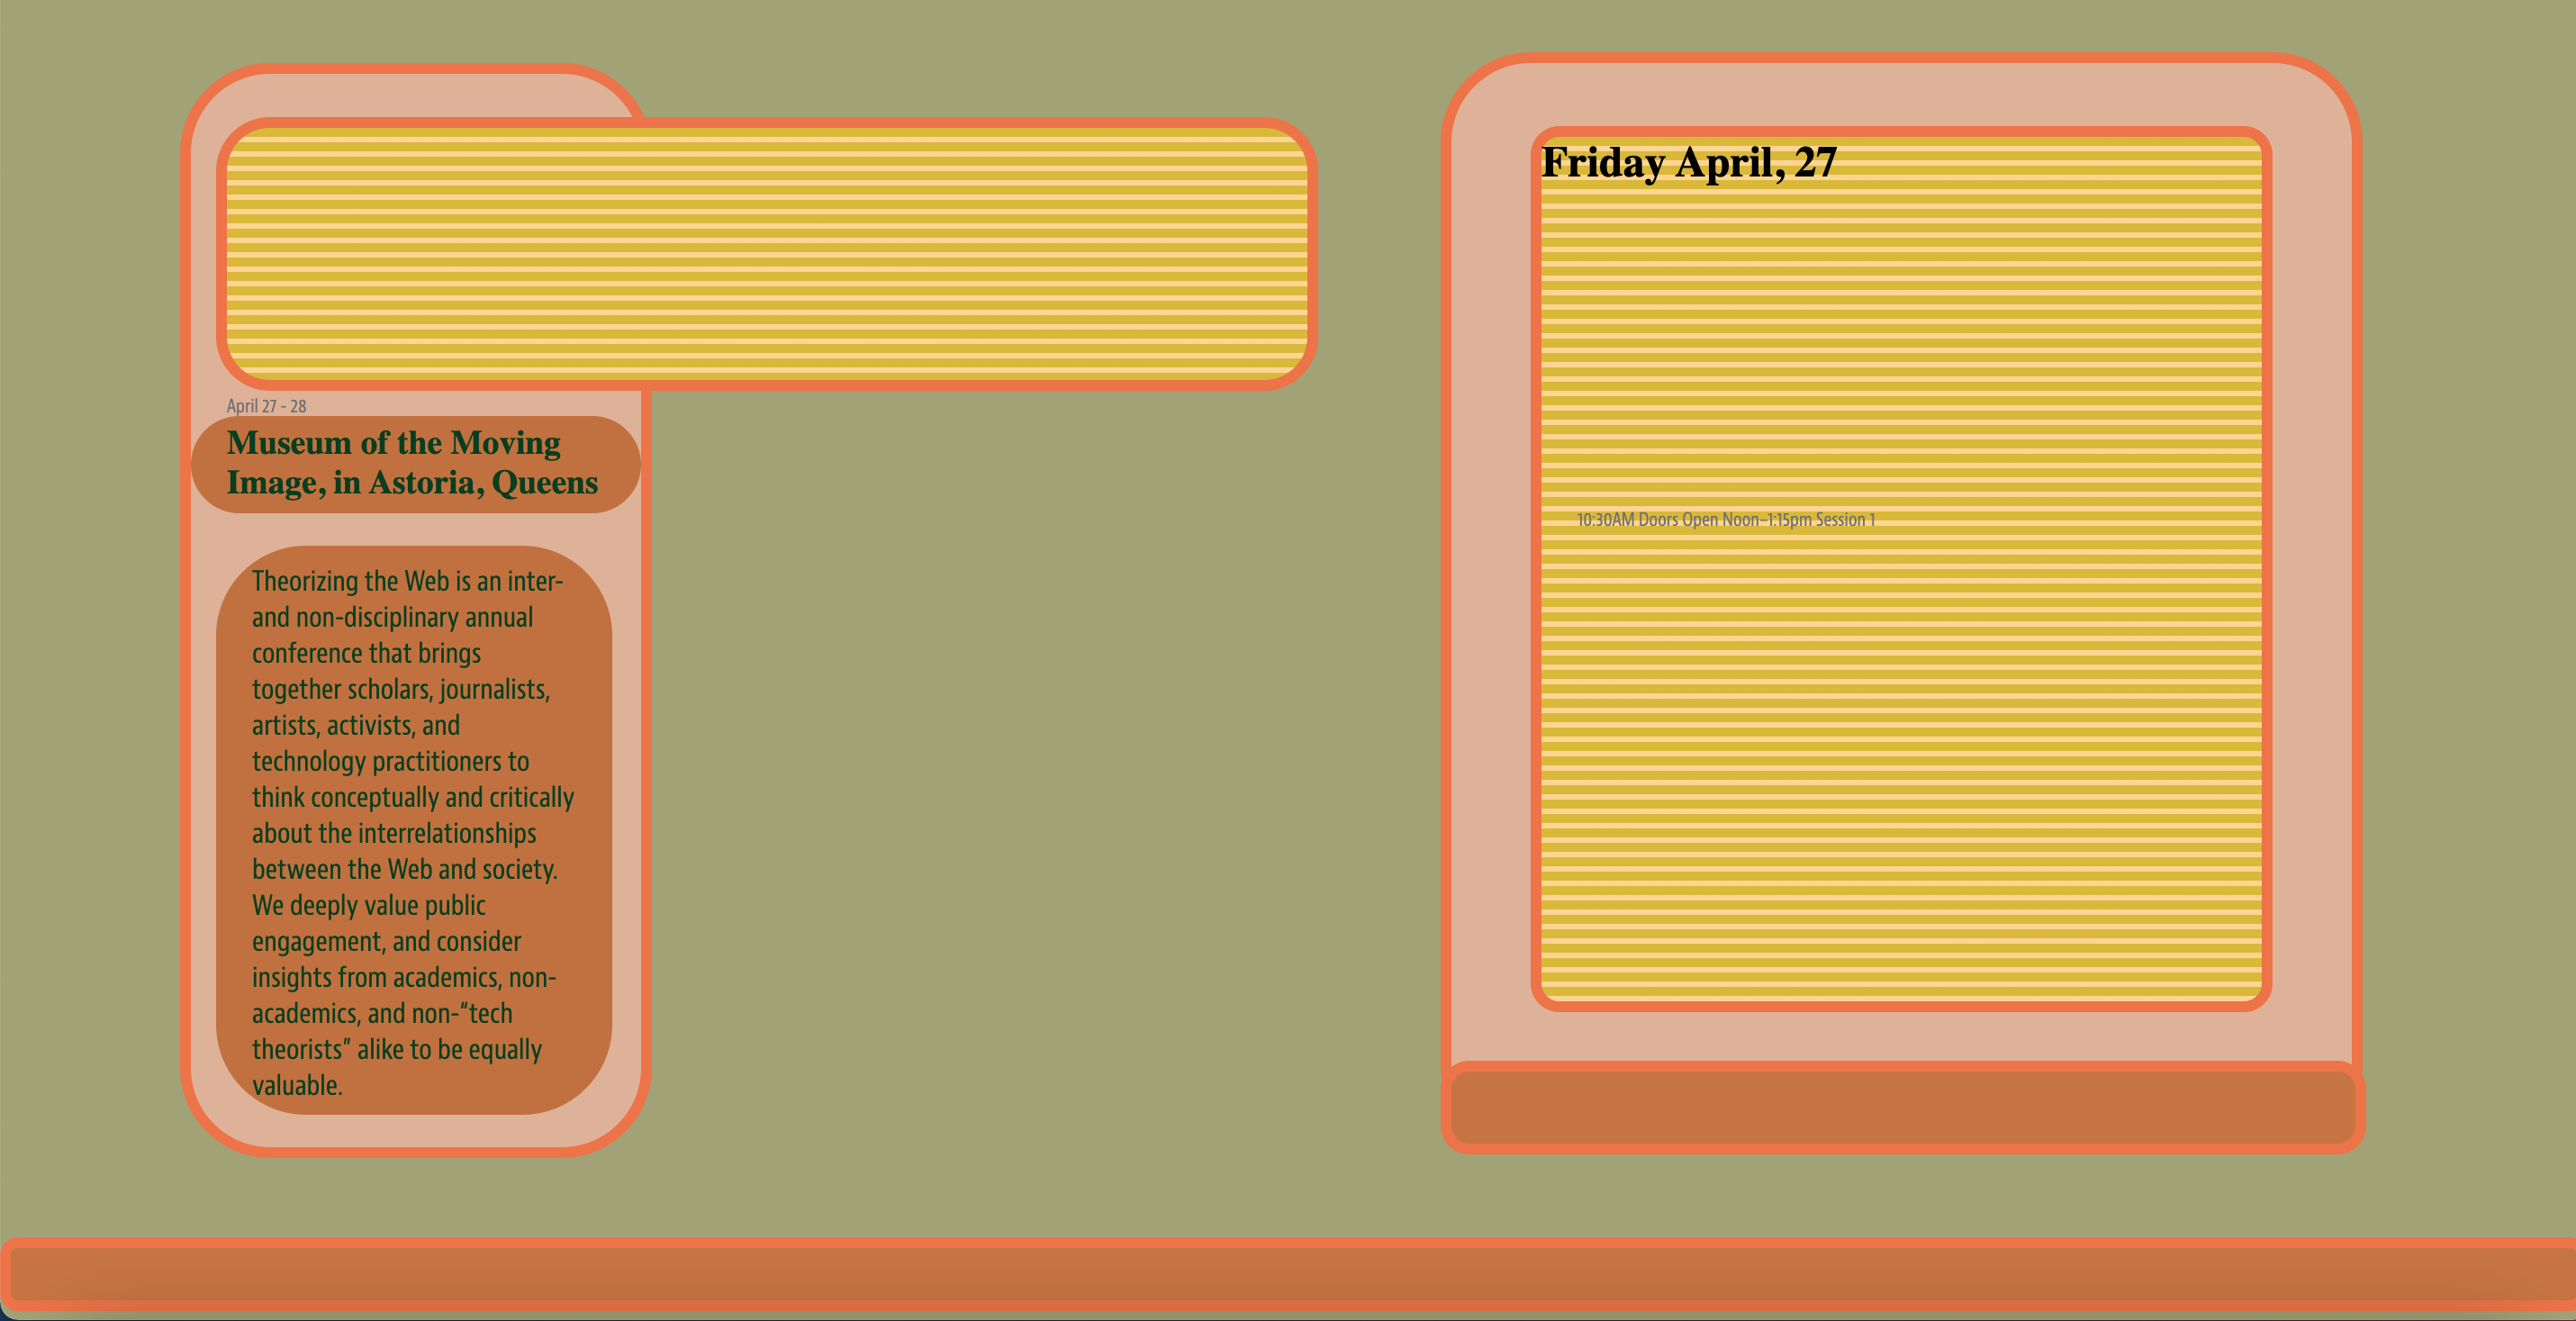 April 27 - 28
Museum of the Moving
Image, in Astoria, Queens
Theorizing the Web is an inter-
and non-disciplinary annual
conference that brings
together scholars, journalists,
artists, activists, and
technology practitioners to
think conceptually and critically
about the interrelationships
between the Web and society.
We deeply value public
engagement, and consider
insights from academics, non-
academics, and non-“tech
theorists” alike to be equally
valuable.
Friday April, 27
10:30AM Doors Open Noon–1:15pm Session 1